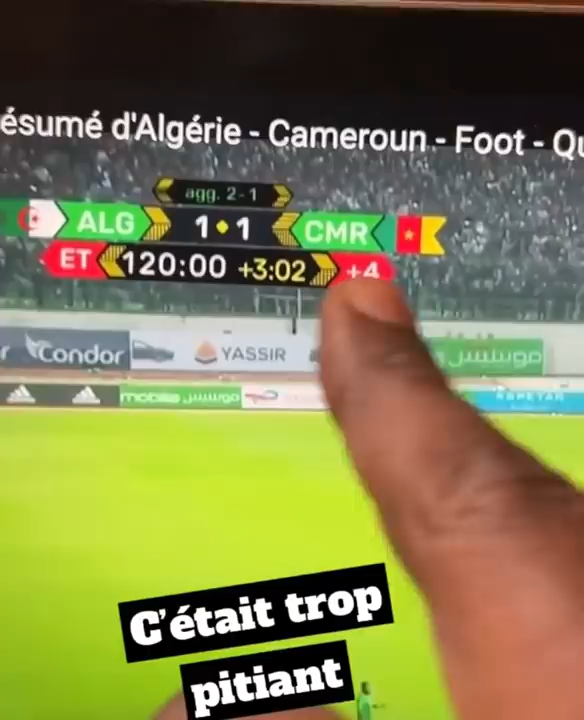 ésumé d'Algérie - Cameroun - Foot - Qu
agg. 2-1
ALG 1 1 CMR
ET 120:00 +3:02 +4
Condor YASSIR موبيليس
mobilis موبيليس
C'était trop
pitiant